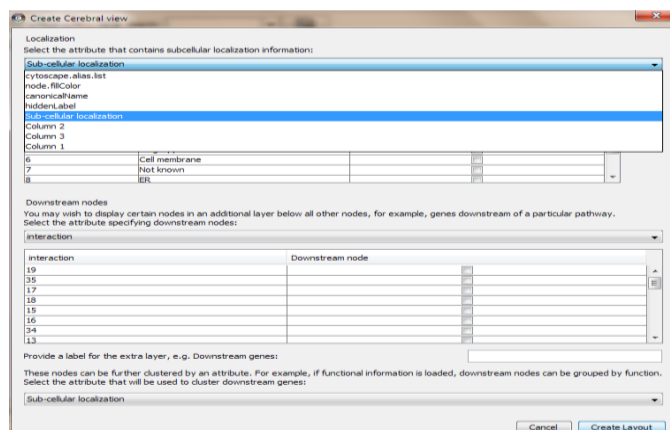 Create Cerebral view
Localization
Select the attribute that contains subcellular localization information:
Sub-cellular localization
cytoscape.alias.list
node.fillColor
canonicalName
hiddenLabel
Sub-cellular localization
Column 2
Column 3
Column 1
6 Cell membrane
7 Not known
8 ER
Downstream nodes
You may wish to display certain nodes in an additional layer below all other nodes, for example, genes downstream of a particular pathway.
Select the attribute specifying downstream nodes:
interaction
interaction Downstream node
19
35
17
18
15
16
34
13
Provide a label for the extra layer, e.g. Downstream genes:
These nodes can be further clustered by an attribute. For example, if functional information is loaded, downstream nodes can be grouped by function.
Select the attribute that will be used to cluster downstream genes:
Sub-cellular localization
Cancel Create Layout